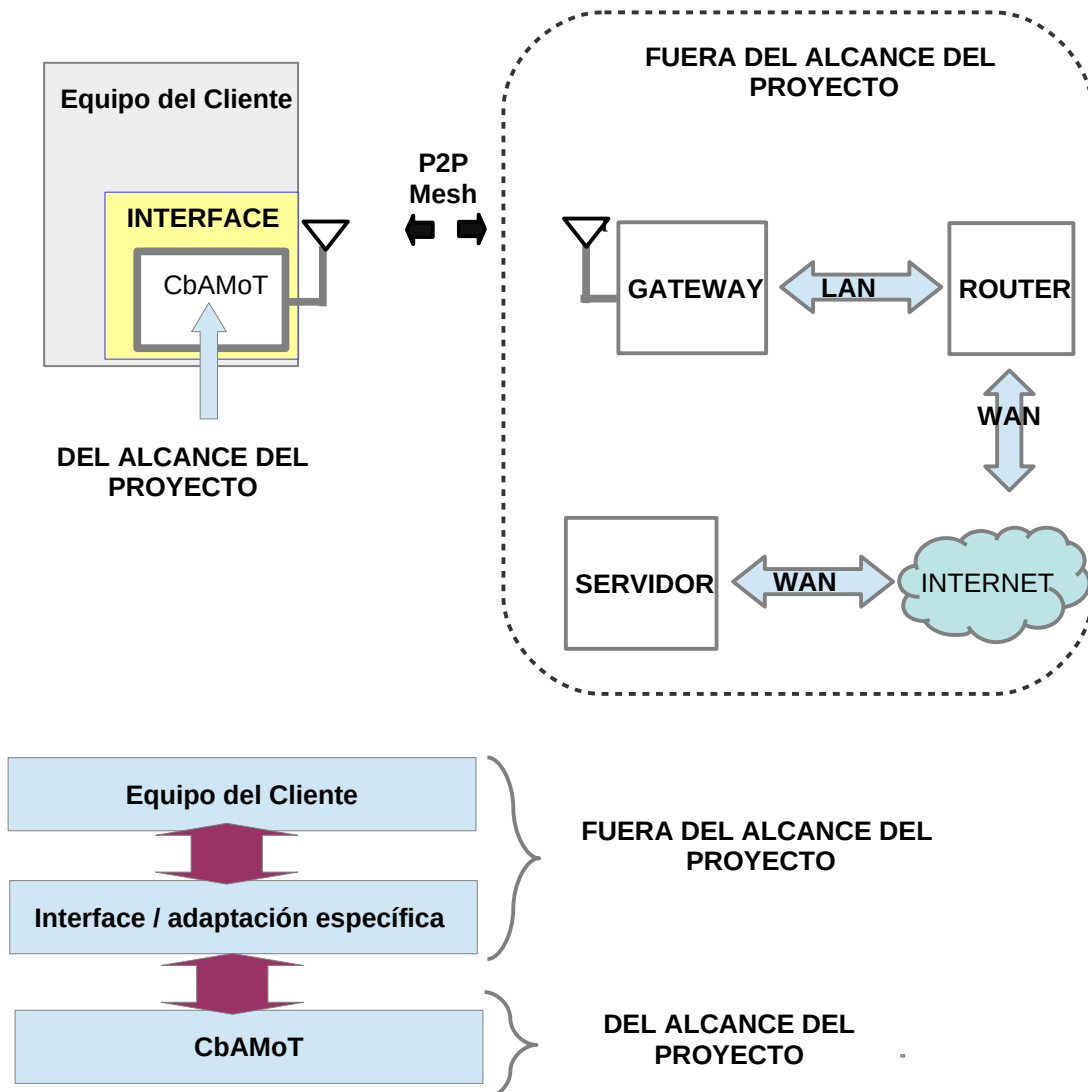 FUERA DEL ALCANCE DEL
PROYECTO
Equipo del Cliente
P2P
Mesh
INTERFACE
CbAMoT
GATEWAY
LAN
ROUTER
WAN
DEL ALCANCE DEL
PROYECTO
SERVIDOR
WAN
INTERNET
Equipo del Cliente
FUERA DEL ALCANCE DEL
PROYECTO
Interface / adaptación específica
CbAMoT
DEL ALCANCE DEL
PROYECTO